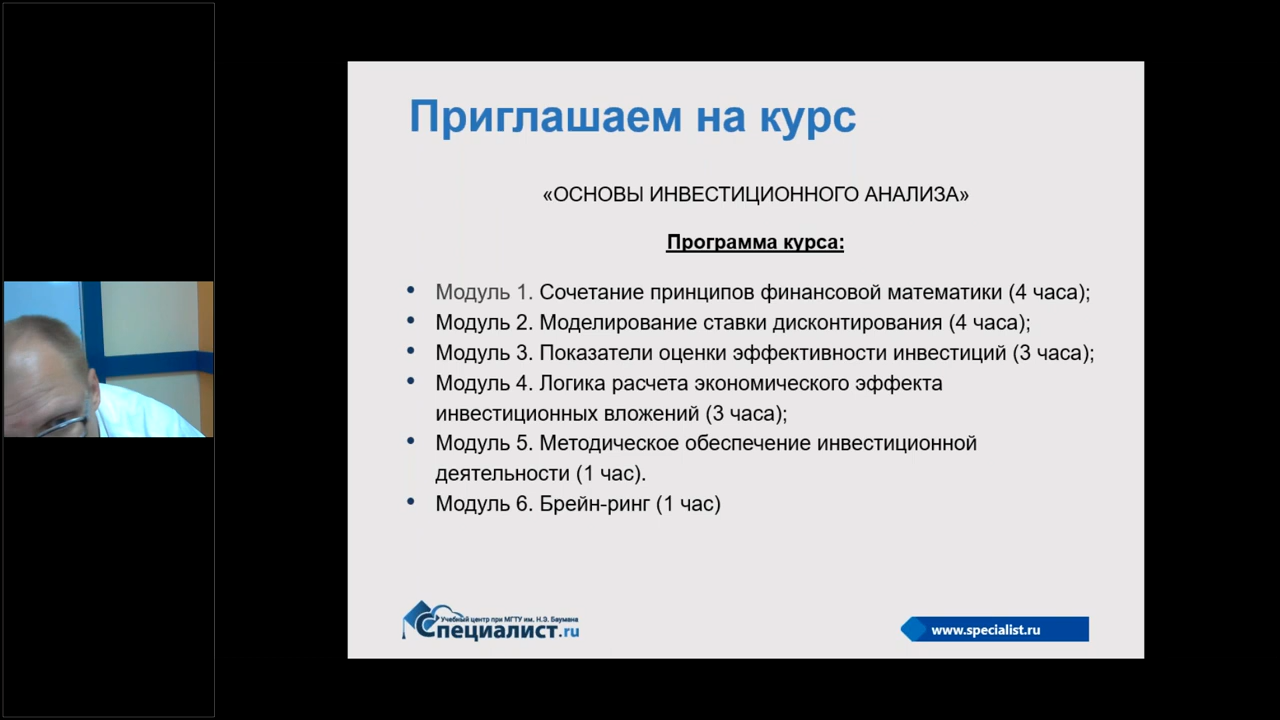 Приглашаем на курс
«ОСНОВЫ ИНВЕСТИЦИОННОГО АНАЛИЗА»
Программа курса:
• Модуль 1. Сочетание принципов финансовой математики (4 часа);
• Модуль 2. Моделирование ставки дисконтирования (4 часа);
• Модуль 3. Показатели оценки эффективности инвестиций (3 часа);
• Модуль 4. Логика расчета экономического эффекта
инвестиционных вложений (3 часа);
• Модуль 5. Методическое обеспечение инвестиционной
деятельности (1 час).
• Модуль 6. Брейн-ринг (1 час)
Учебный центр при МГТУ им. Н.Э. Баумана
Специалист.ru
www.specialist.ru